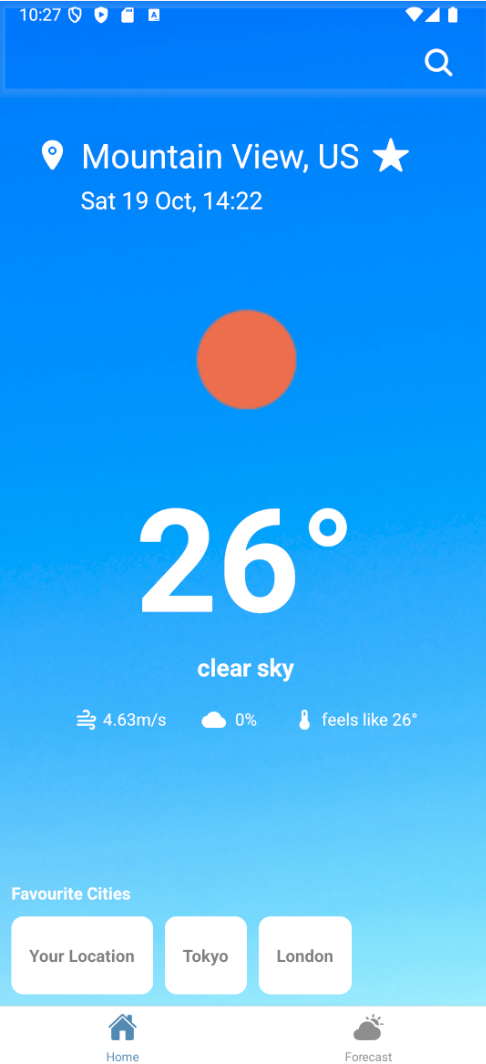 10:27
Mountain View, US
Sat 19 Oct, 14:22
26°
clear sky
4.63m/s 0% feels like 26°
Favourite Cities
Your Location Tokyo London
Home Forecast